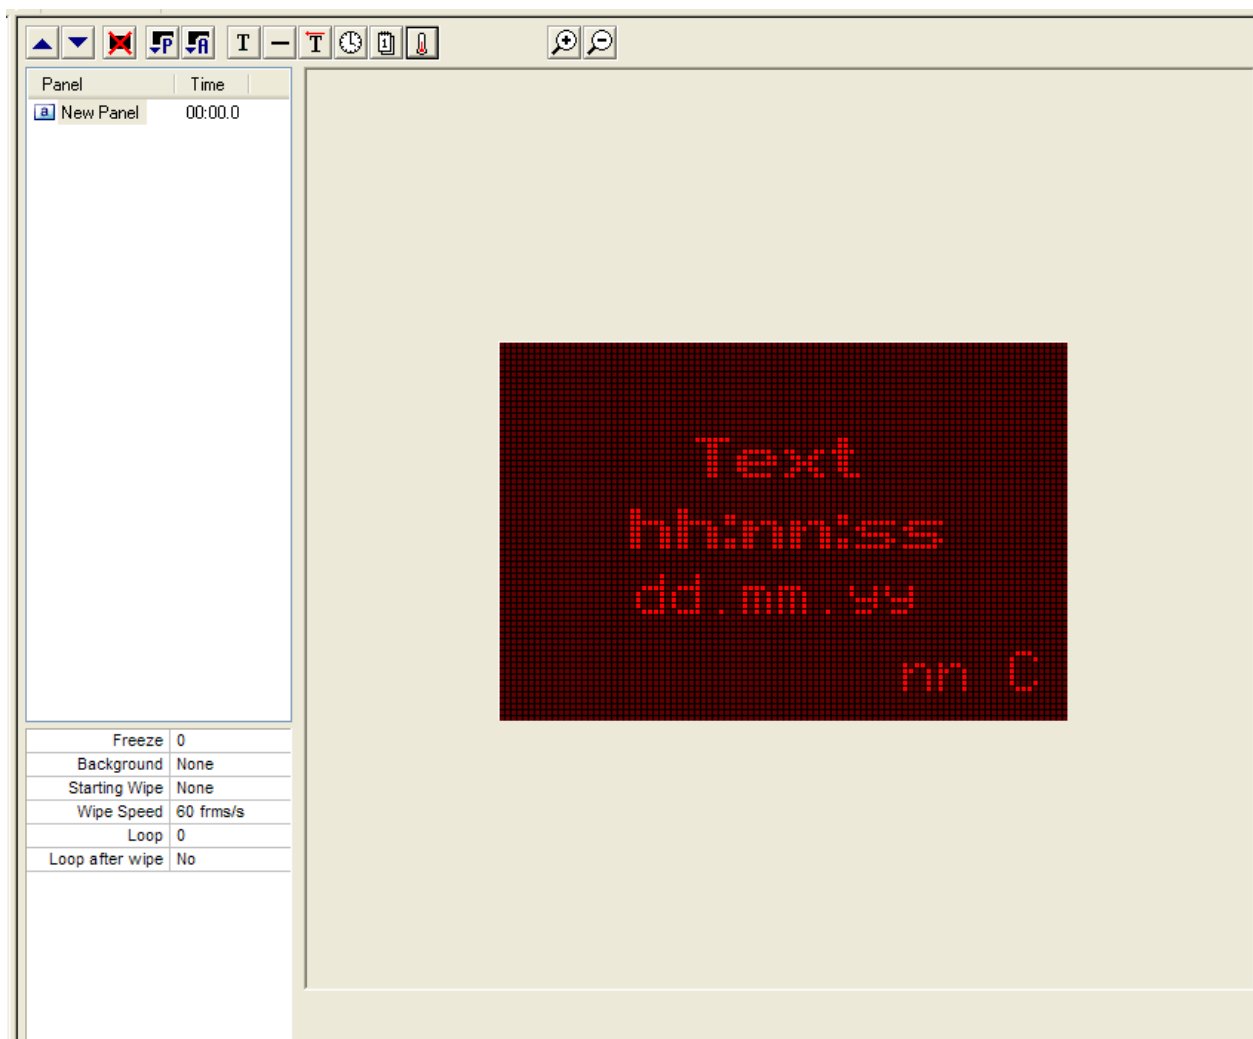 P A T T 1
Panel Time
a New Panel 00:00.0
Text
hh:nn:ss
dd.mm.yy
nn C
Freeze 0
Background None
Starting Wipe None
Wipe Speed 60 frms/s
Loop 0
Loop after wipe No